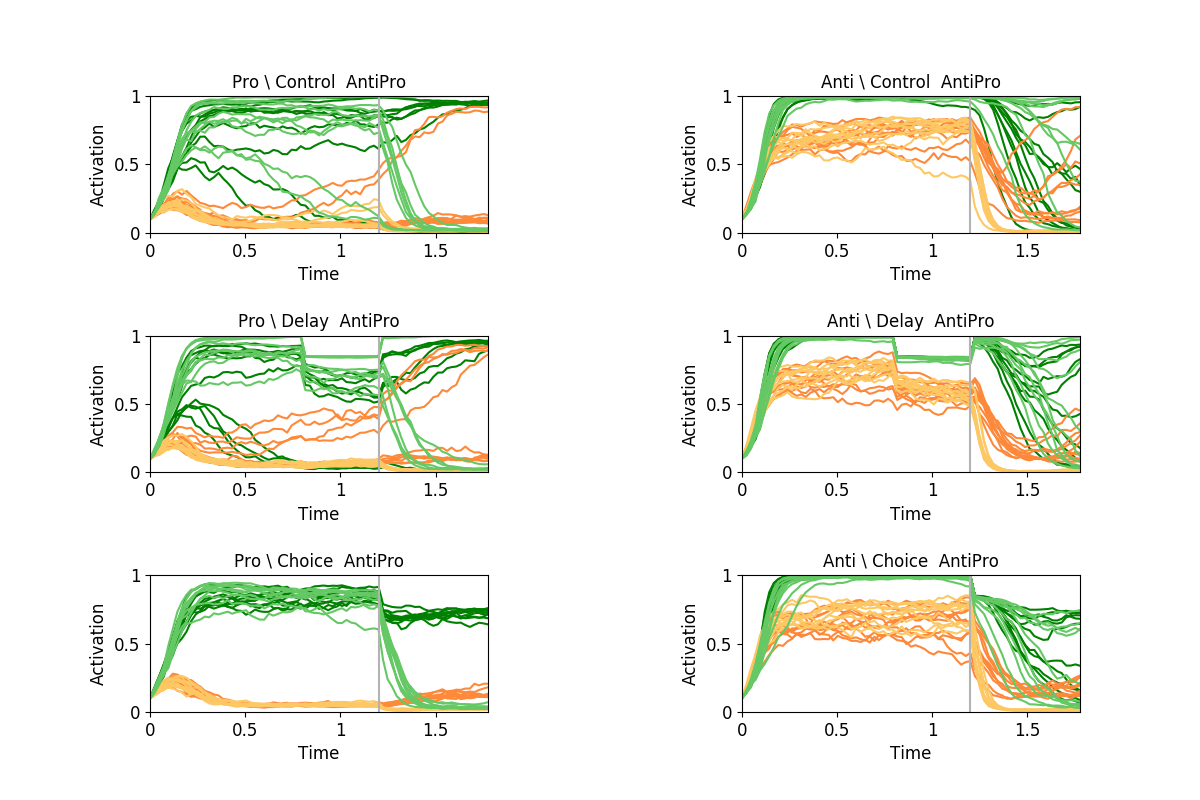 Pro \ Control  AntiPro
1
0.5
0
Activation
0 0.5 1 1.5
Time
Anti \ Control  AntiPro
1
0.5
0
Activation
0 0.5 1 1.5
Time
Pro \ Delay  AntiPro
1
0.5
0
Activation
0 0.5 1 1.5
Time
Anti \ Delay  AntiPro
1
0.5
0
Activation
0 0.5 1 1.5
Time
Pro \ Choice  AntiPro
1
0.5
0
Activation
0 0.5 1 1.5
Time
Anti \ Choice  AntiPro
1
0.5
0
Activation
0 0.5 1 1.5
Time